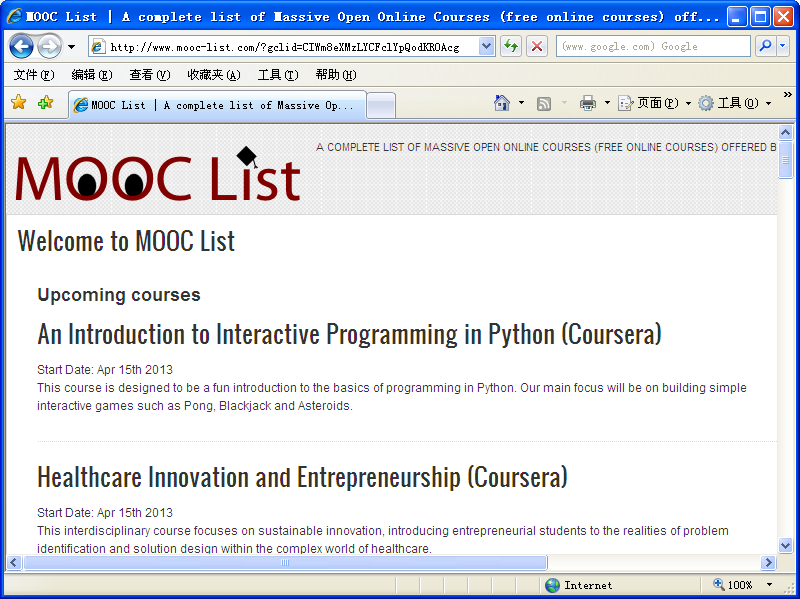 MOOC List | A complete list of Massive Open Online Courses (free online courses) off...
http://www.mooc-list.com/?gclid=CIWm8eXMzLYCFclYpQodKROAcg
(www.google.com) Google
文件(F) 编辑(E) 查看(V) 收藏夹(A) 工具(T) 帮助(H)
MOOC List | A complete list of Massive Op...
页面(P) 工具(O) »
A COMPLETE LIST OF MASSIVE OPEN ONLINE COURSES (FREE ONLINE COURSES) OFFERED B
MOOC List
Welcome to MOOC List
Upcoming courses
An Introduction to Interactive Programming in Python (Coursera)
Start Date: Apr 15th 2013
This course is designed to be a fun introduction to the basics of programming in Python. Our main focus will be on building simple
interactive games such as Pong, Blackjack and Asteroids.
Healthcare Innovation and Entrepreneurship (Coursera)
Start Date: Apr 15th 2013
This interdisciplinary course focuses on sustainable innovation, introducing entrepreneurial students to the realities of problem
identification and solution design within the complex world of healthcare.
Internet
100%